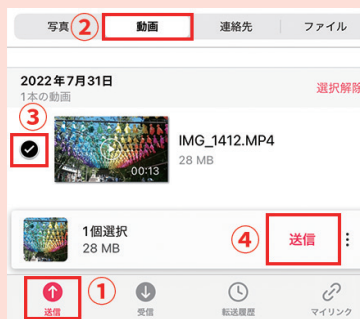 写真 ② 動画 連絡先 ファイル
2022年7月31日
1本の動画 選択解除
③
IMG_1412.MP4
28 MB
00:13
1個選択
28 MB
④ 送信
①
送信 受信 転送履歴 マイリンク